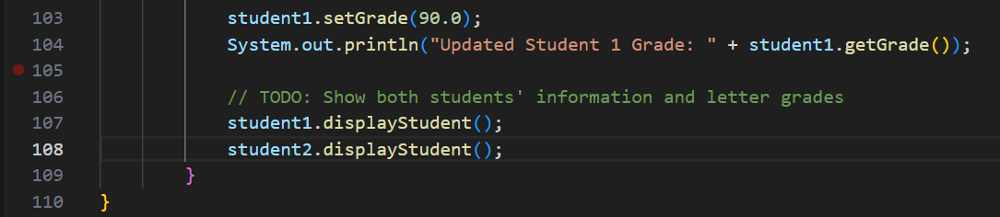 103 student1.setGrade(90.0);
104 System.out.println("Updated Student 1 Grade: " + student1.getGrade());
105
106 // TODO: Show both students' information and letter grades
107 student1.displayStudent();
108 student2.displayStudent();
109 }
110 }